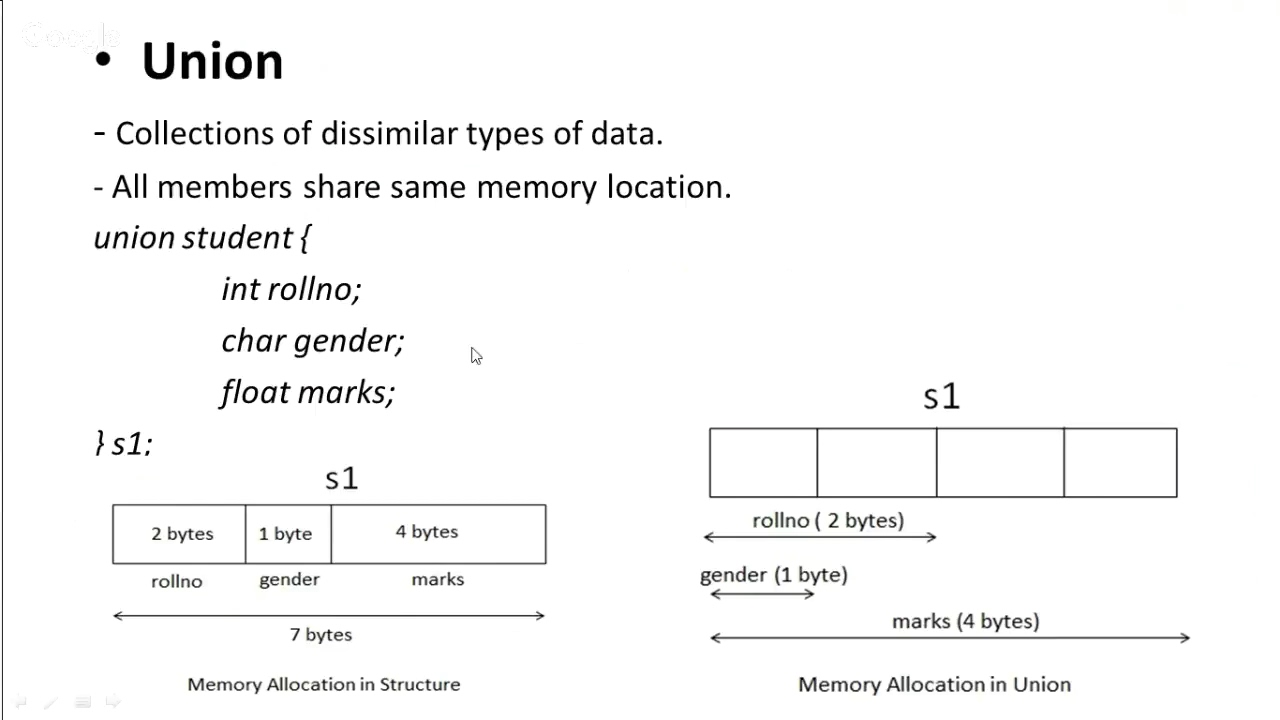 Google
• Union
- Collections of dissimilar types of data.
- All members share same memory location.
union student {
int rollno;
char gender;
float marks;
} s1;
s1
2 bytes 1 byte 4 bytes
rollno gender marks
7 bytes
Memory Allocation in Structure
s1
rollno ( 2 bytes)
gender (1 byte)
marks (4 bytes)
Memory Allocation in Union